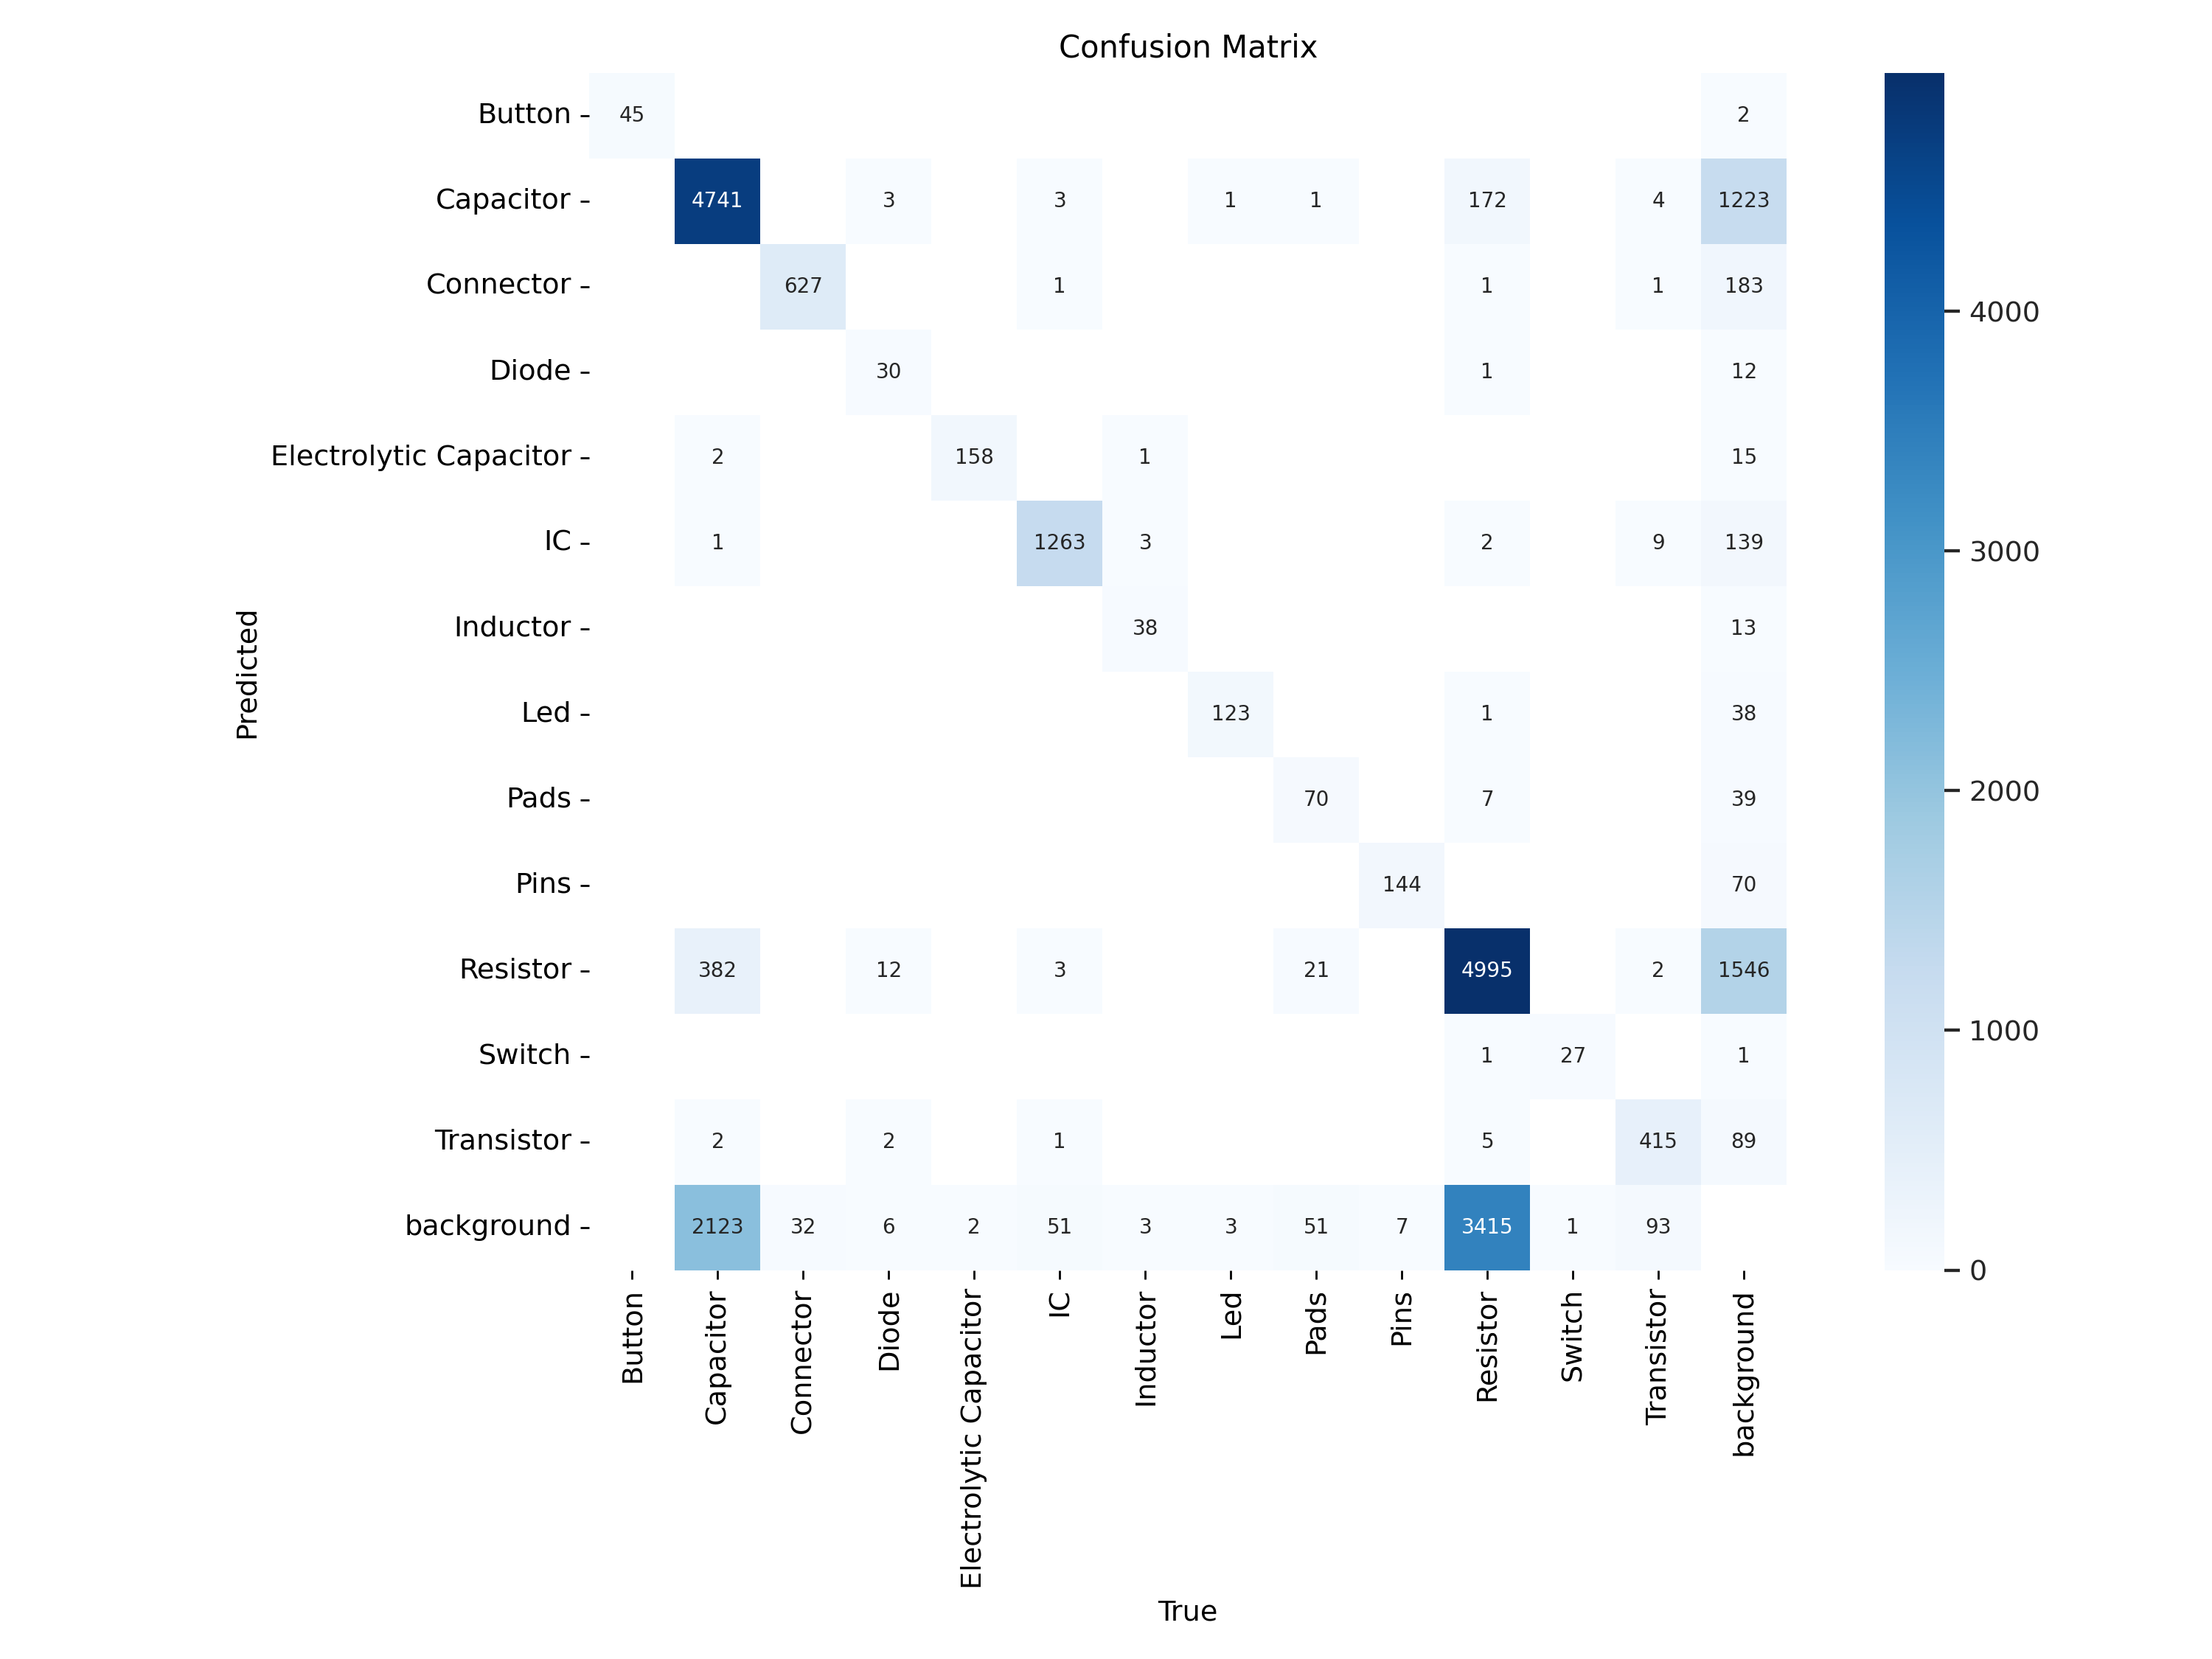 Confusion Matrix
Button 45 2
Capacitor 4741 3 3 1 1 172 4 1223
Connector 627 1 1 1 183
Diode 30 1 12
Electrolytic Capacitor 2 158 1 15
IC 1 1263 3 2 9 139
Inductor 38 13
Led 123 1 38
Pads 70 7 39
Pins 144 70
Resistor 382 12 3 21 4995 2 1546
Switch 1 27 1
Transistor 2 2 1 5 415 89
background 2123 32 6 2 51 3 3 51 7 3415 1 93
Predicted
Button
Capacitor
Connector
Diode
Electrolytic Capacitor
IC
Inductor
Led
Pads
Pins
Resistor
Switch
Transistor
background
True
4000
3000
2000
1000
0